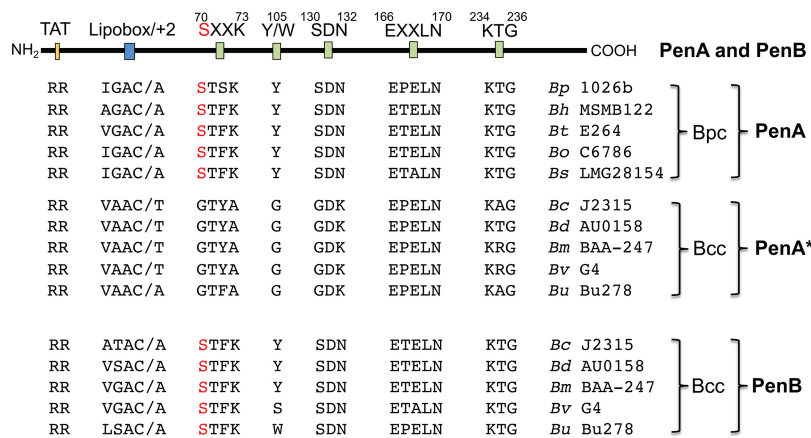 70 73 105 130 132 166 170 234 236
TAT Lipobox/+2 SXXK Y/W SDN EXXLN KTG
NH2 COOH PenA and PenB
RR IGAC/A STSK Y SDN EPELN KTG Bp 1026b
RR AGAC/A STFK Y SDN ETELN KTG Bh MSMB122
RR VGAC/A STFK Y SDN ETELN KTG Bt E264
RR IGAC/A STFK Y SDN ETELN KTG Bo C6786
RR IGAC/A STFK Y SDN ETALN KTG Bs LMG28154
Bpc PenA
RR VAAC/T GTYA G GDK EPELN KAG Bc J2315
RR VAAC/T GTYA G GDK EPELN KAG Bd AU0158
RR VAAC/T GTYA G GDK EPELN KRG Bm BAA-247
RR VAAC/T GTYA G GDK EPELN KRG Bv G4
RR VAAC/T GTFA G GDK EPELN KAG Bu Bu278
Bcc PenA*
RR ATAC/A STFK Y SDN ETELN KTG Bc J2315
RR VSAC/A STFK Y SDN ETELN KTG Bd AU0158
RR VGAC/A STFK Y SDN ETELN KTG Bm BAA-247
RR VGAC/A STFK S SDN ETALN KTG Bv G4
RR LSAC/A STFK W SDN EPELN KTG Bu Bu278
Bcc PenB